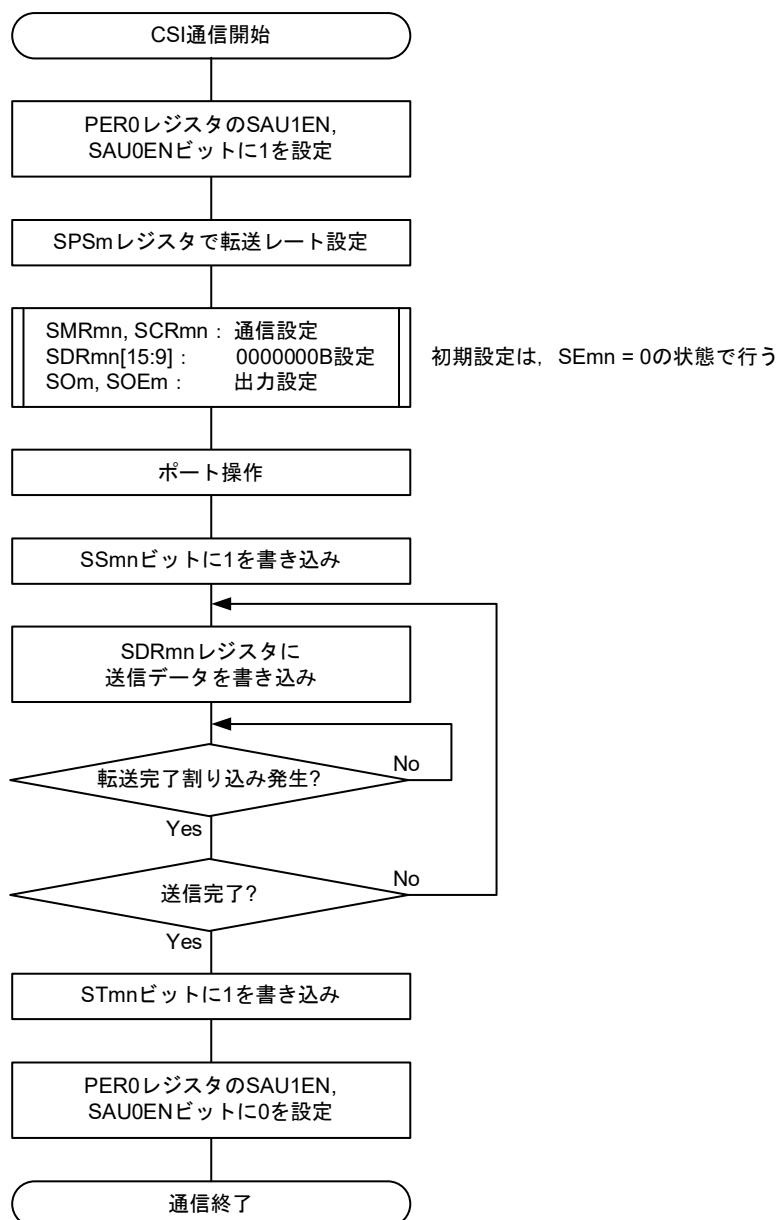 CSI通信開始
PER0レジスタのSAU1EN,
SAU0ENビットに1を設定
SPSmレジスタで転送レート設定
SMRmn, SCRmn : 通信設定
SDRmn[15:9] : 0000000B設定
SOm, SOEm : 出力設定
初期設定は, SEmn = 0の状態で行う
ポート操作
SSmnビットに1を書き込み
SDRmnレジスタに
送信データを書き込み
転送完了割り込み発生?
No
Yes
送信完了?
No
Yes
STmnビットに1を書き込み
PER0レジスタのSAU1EN,
SAU0ENビットに0を設定
通信終了